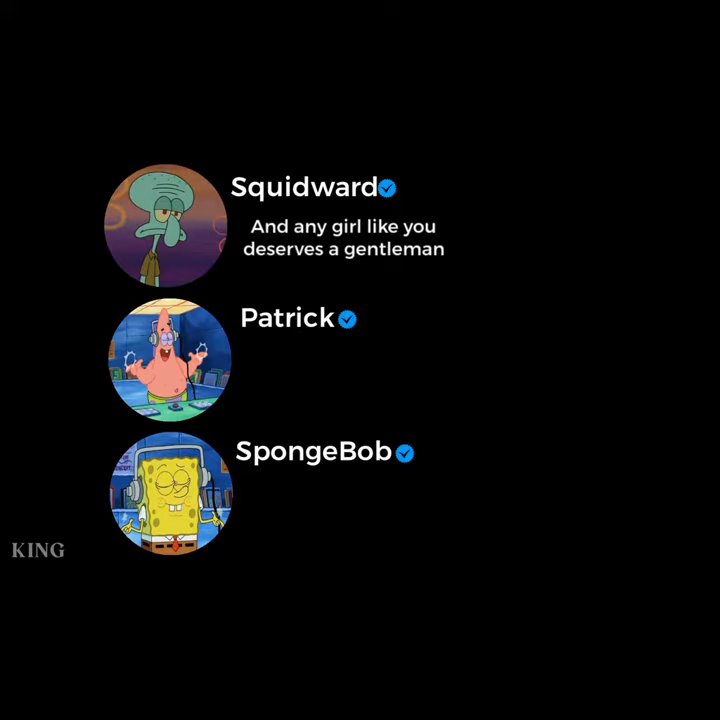 Squidward
And any girl like you
deserves a gentleman
Patrick
SpongeBob
KING